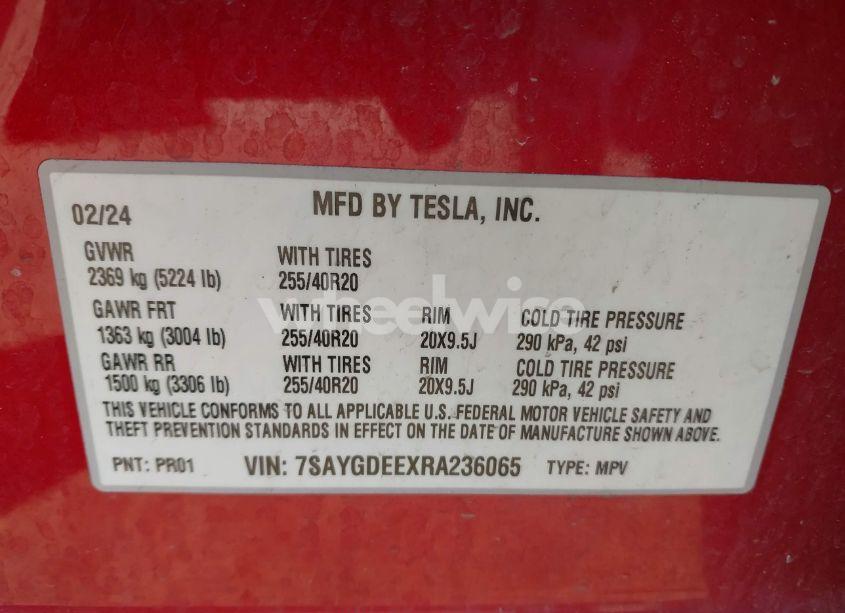 02/24 MFD BY TESLA, INC.
GVWR WITH TIRES
2369 kg (5224 lb) 255/40R20
wheelwise
GAWR FRT WITH TIRES RIM COLD TIRE PRESSURE
1363 kg (3004 lb) 255/40R20 20X9.5J 290 kPa, 42 psi
GAWR RR WITH TIRES RIM COLD TIRE PRESSURE
1500 kg (3306 lb) 255/40R20 20X9.5J 290 kPa, 42 psi
THIS VEHICLE CONFORMS TO ALL APPLICABLE U.S. FEDERAL MOTOR VEHICLE SAFETY AND
THEFT PREVENTION STANDARDS IN EFFECT ON THE DATE OF MANUFACTURE SHOWN ABOVE.
PNT: PR01 VIN: 7SAYGDEEXRA236065 TYPE: MPV